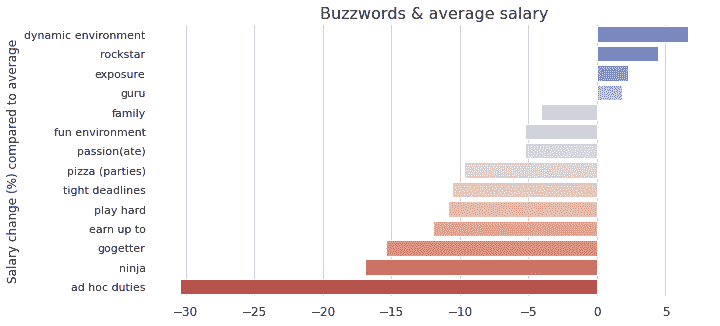 Buzzwords & average salary
Salary change (%) compared to average
dynamic environment
rockstar
exposure
guru
family
fun environment
passion(ate)
pizza (parties)
tight deadlines
play hard
earn up to
gogetter
ninja
ad hoc duties
−30 −25 −20 −15 −10 −5 0 5